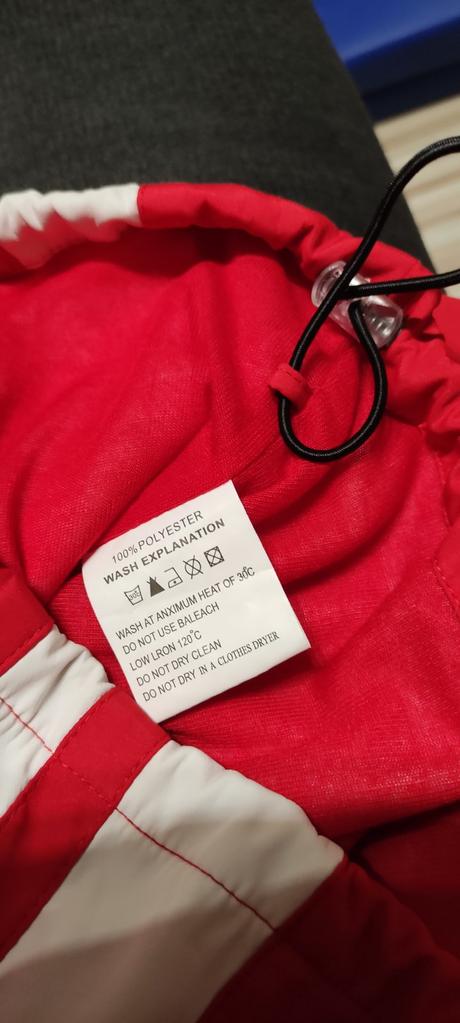 100% POLYESTER
WASH EXPLANATION
WASH AT ANXIMUM HEAT OF 30°C
DO NOT USE BALEACH
LOW LRON 120°C
DO NOT DRY CLEAN
DO NOT DRY IN A CLOTHES DRYER